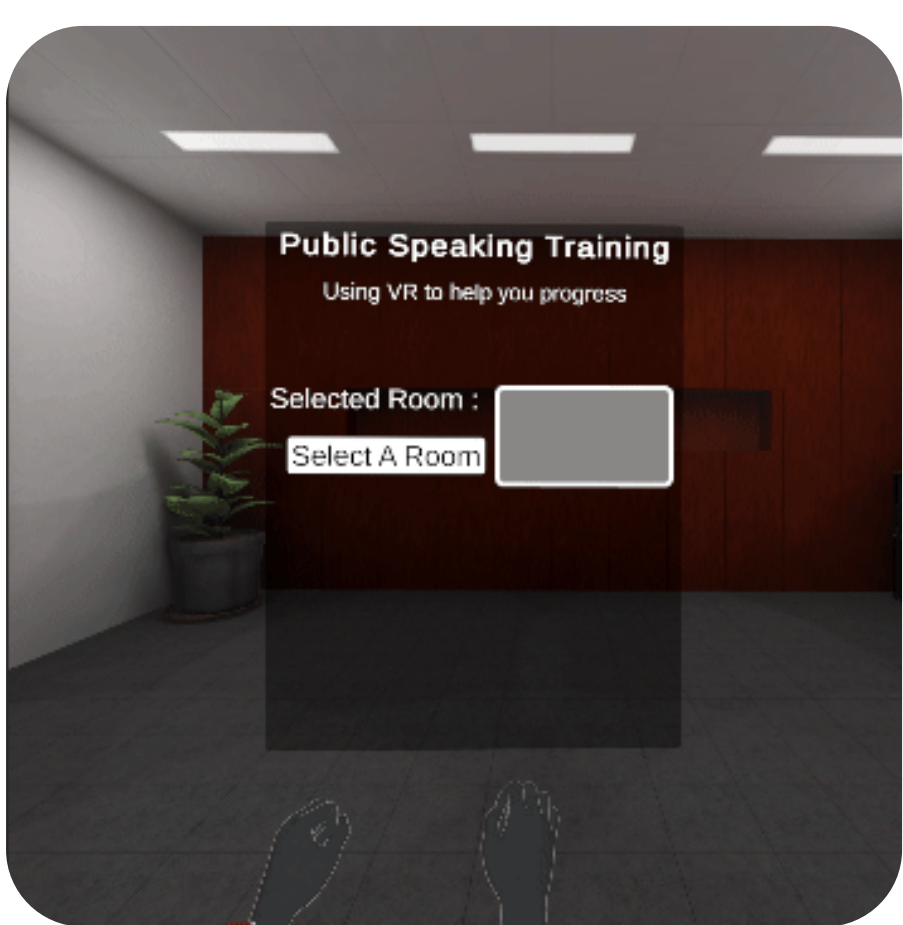 Public Speaking Training
Using VR to help you progress
Selected Room :
Select A Room